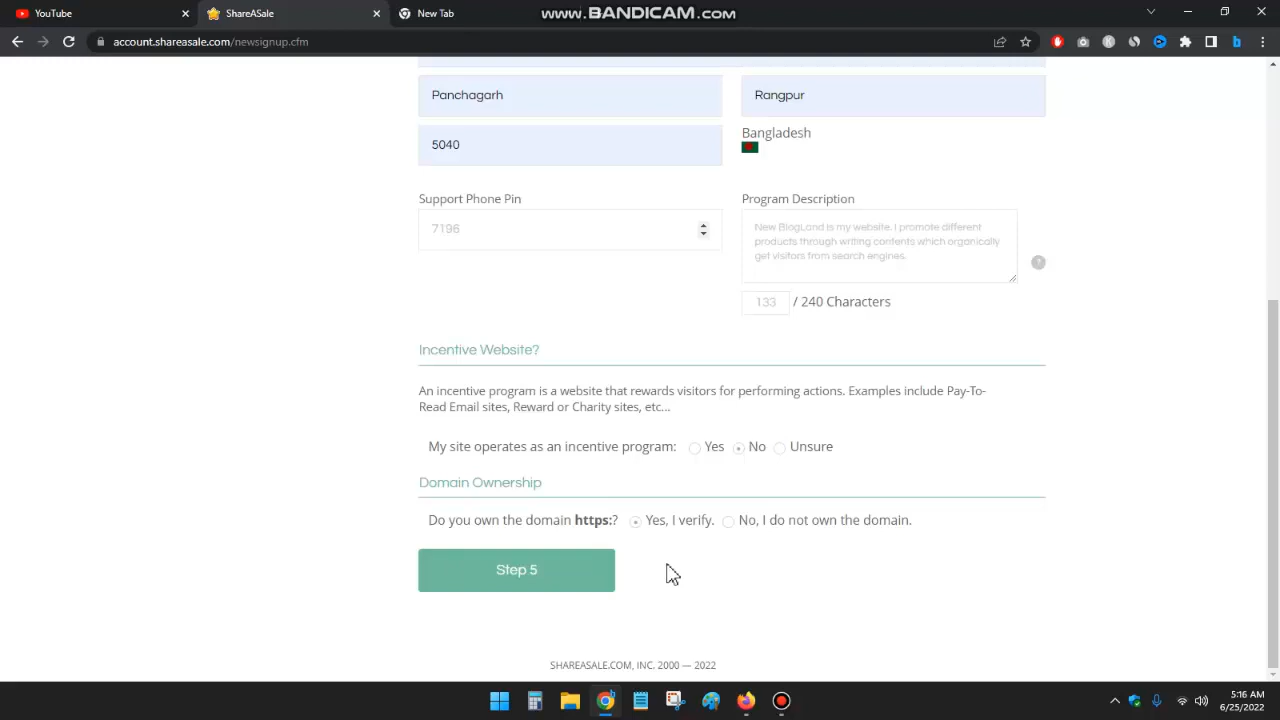 YouTube
ShareASale
New Tab
www.BANDICAM.com
account.shareasale.com/newsignup.cfm
Panchagarh
Rangpur
5040
Bangladesh
Support Phone Pin
Program Description
7196
New BlogLand is my website. I promote different
products through writing contents which organically
get visitors from search engines.
?
133 / 240 Characters
Incentive Website?
An incentive program is a website that rewards visitors for performing actions. Examples include Pay-To-
Read Email sites, Reward or Charity sites, etc...
My site operates as an incentive program: Yes No Unsure
Domain Ownership
Do you own the domain https:? Yes, I verify. No, I do not own the domain.
Step 5
SHAREASALE.COM, INC. 2000 — 2022
5:16 AM
6/25/2022